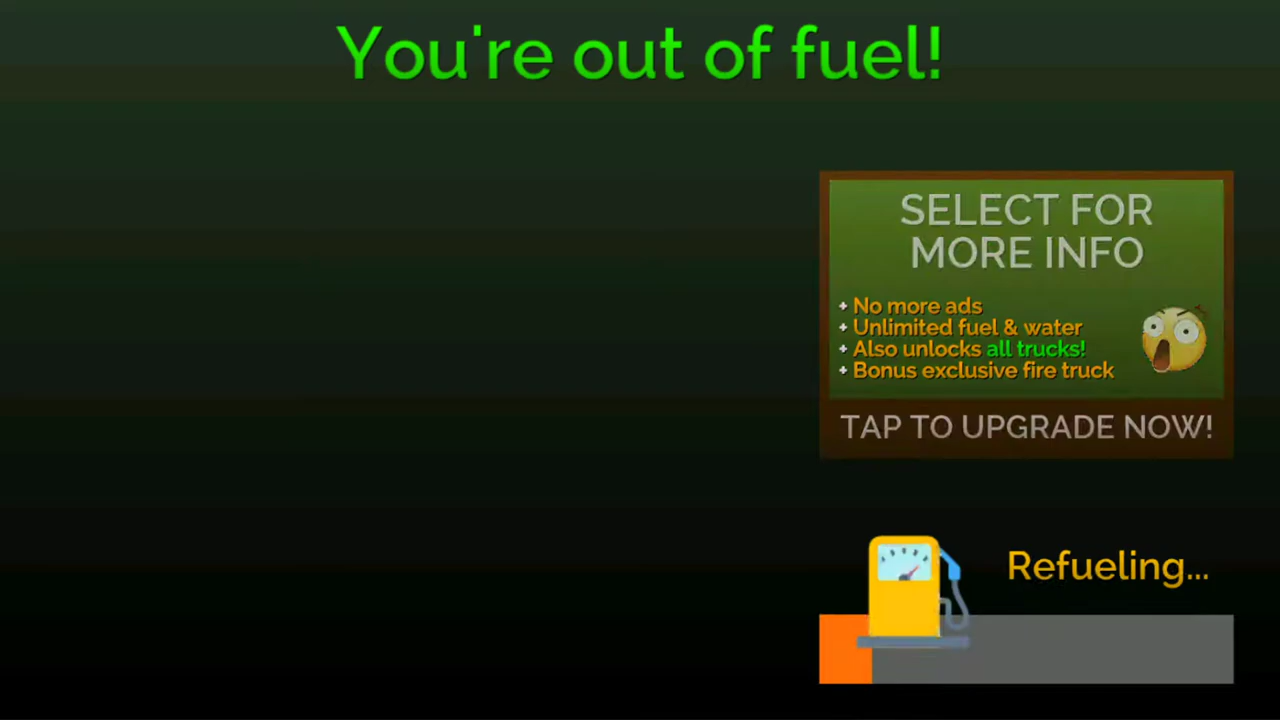 You're out of fuel!
SELECT FOR
MORE INFO
+ No more ads
+ Unlimited fuel & water
+ Also unlocks all trucks!
+ Bonus exclusive fire truck
TAP TO UPGRADE NOW!
Refueling...